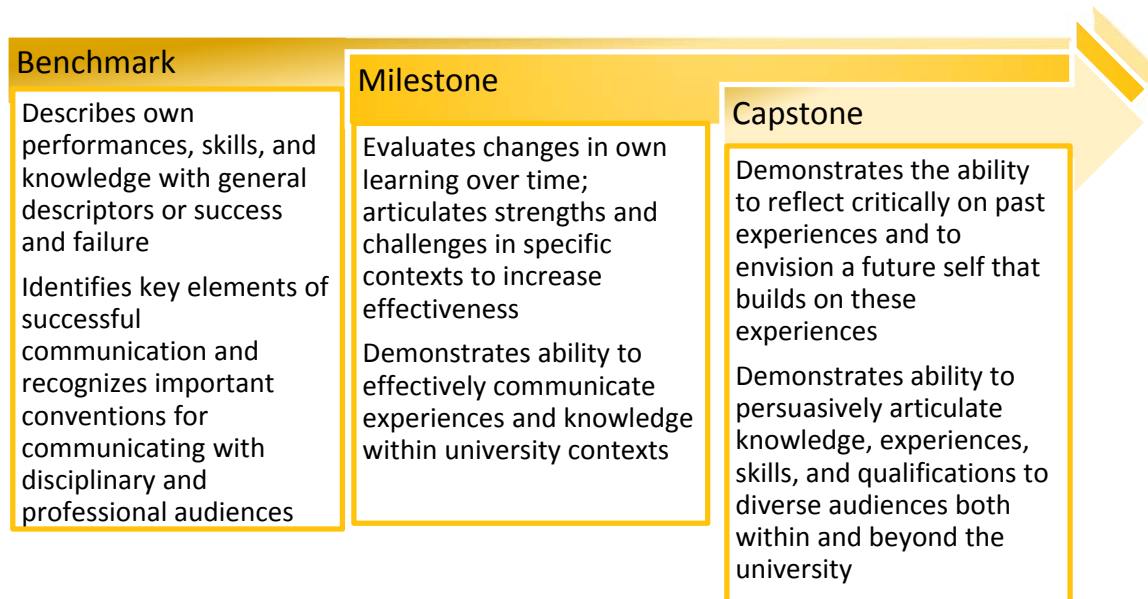 Benchmark
Describes own
performances, skills, and
knowledge with general
descriptors or success
and failure
Identifies key elements of
successful
communication and
recognizes important
conventions for
communicating with
disciplinary and
professional audiences
Milestone
Evaluates changes in own
learning over time;
articulates strengths and
challenges in specific
contexts to increase
effectiveness
Demonstrates ability to
effectively communicate
experiences and knowledge
within university contexts
Capstone
Demonstrates the ability
to reflect critically on past
experiences and to
envision a future self that
builds on these
experiences
Demonstrates ability to
persuasively articulate
knowledge, experiences,
skills, and qualifications to
diverse audiences both
within and beyond the
university